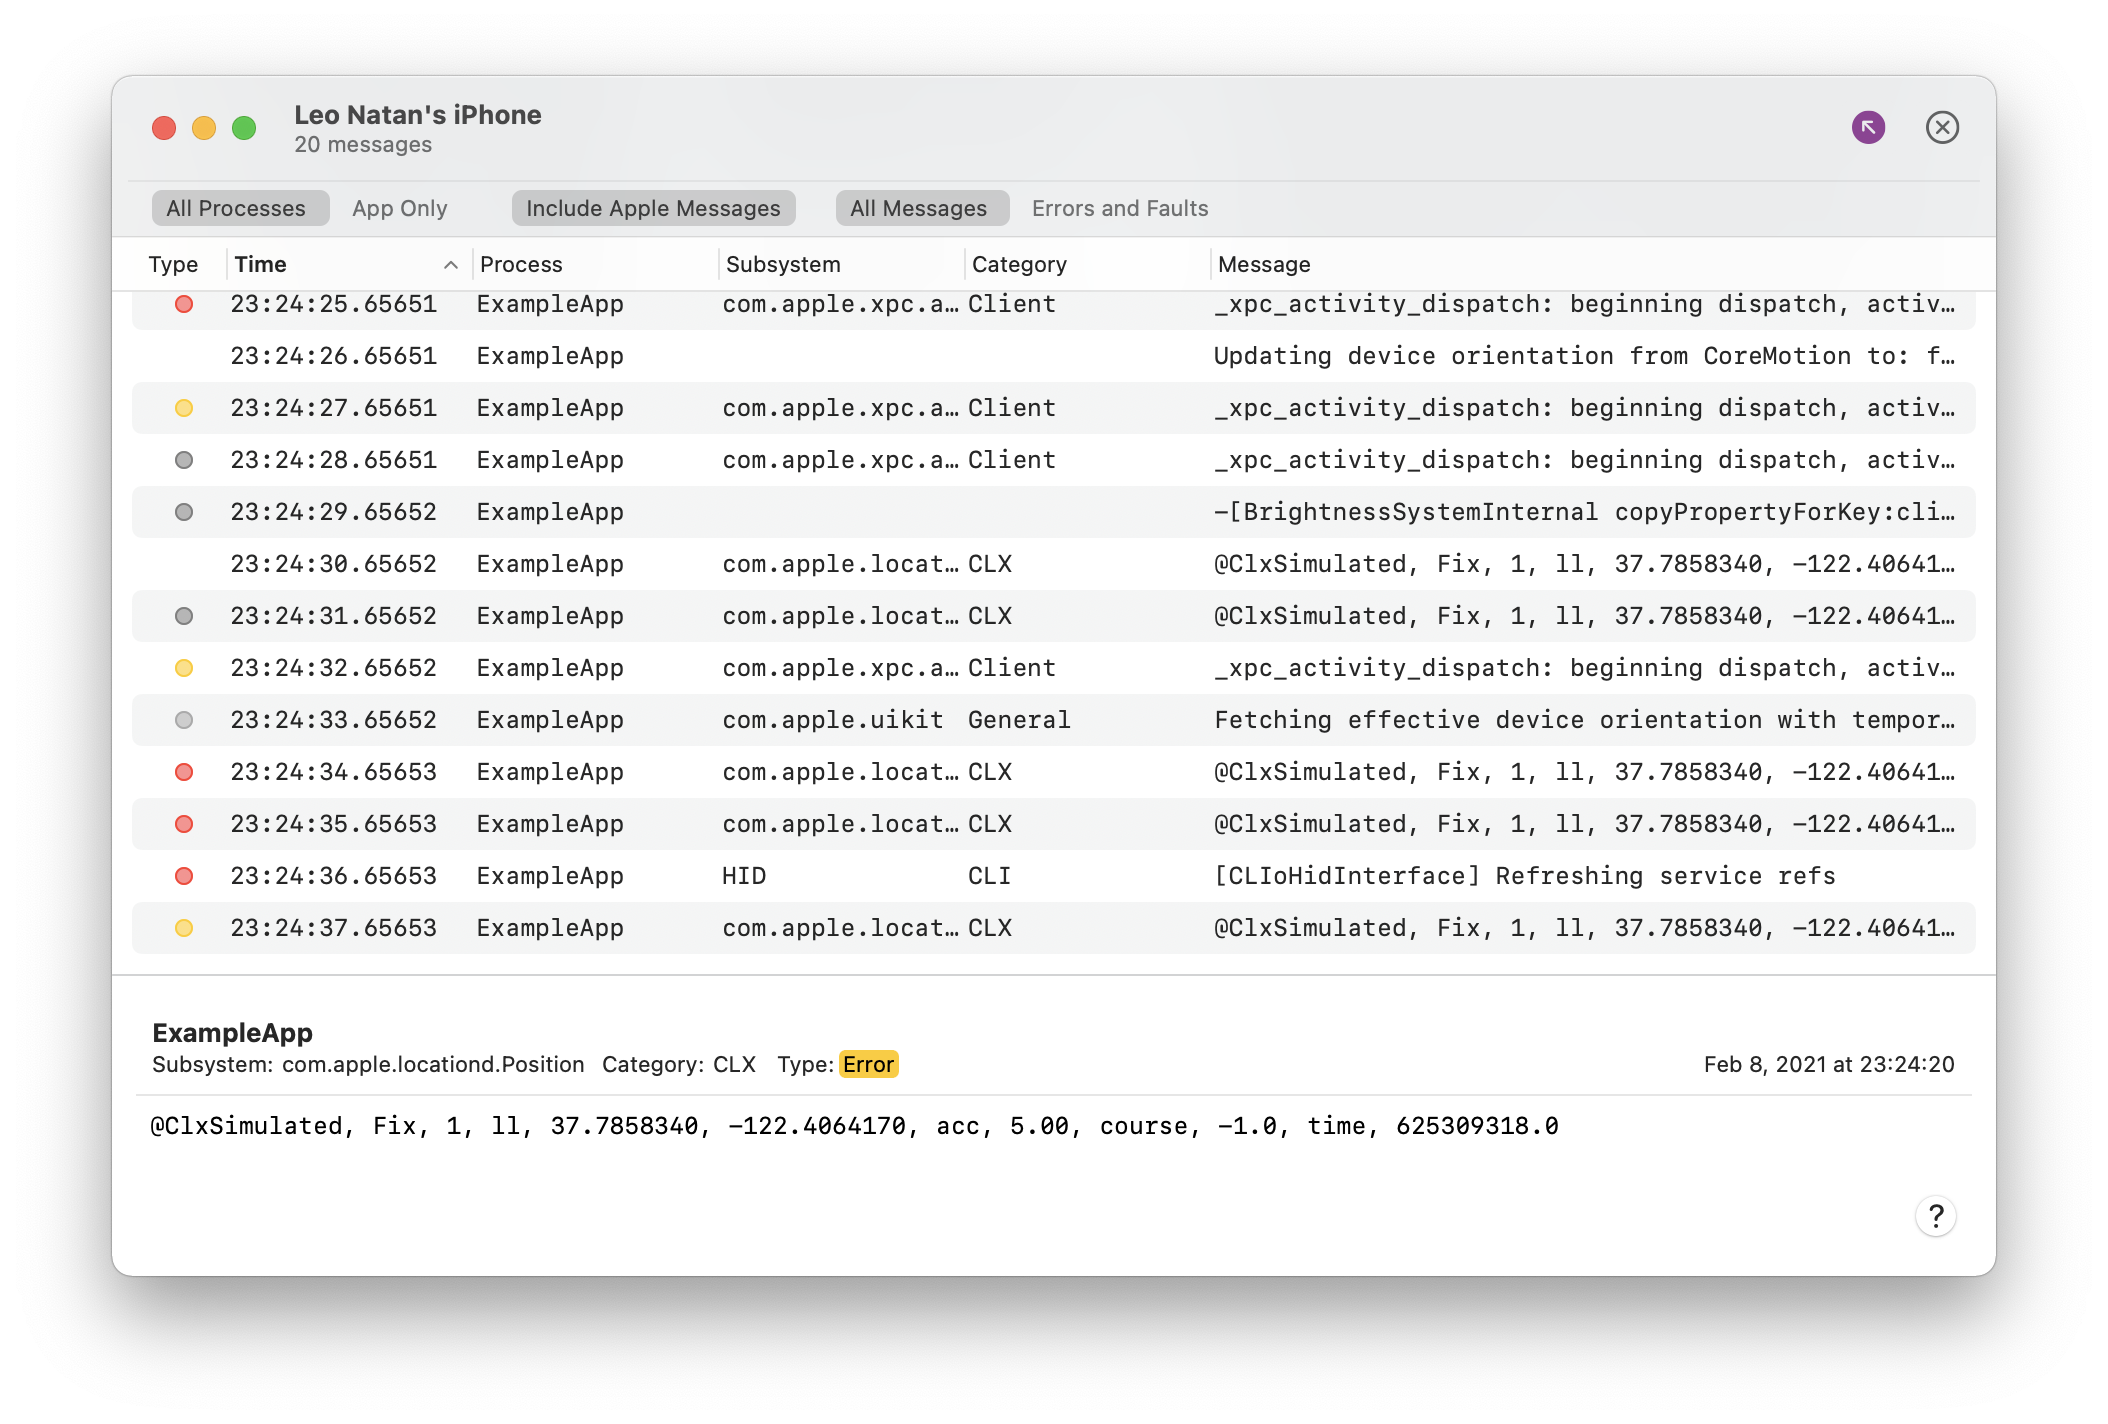 Leo Natan's iPhone
20 messages
All Processes App Only Include Apple Messages All Messages Errors and Faults
Type Time Process Subsystem Category Message
23:24:25.65651 ExampleApp com.apple.xpc.a… Client _xpc_activity_dispatch: beginning dispatch, activ…
23:24:26.65651 ExampleApp Updating device orientation from CoreMotion to: f…
23:24:27.65651 ExampleApp com.apple.xpc.a… Client _xpc_activity_dispatch: beginning dispatch, activ…
23:24:28.65651 ExampleApp com.apple.xpc.a… Client _xpc_activity_dispatch: beginning dispatch, activ…
23:24:29.65652 ExampleApp -[BrightnessSystemInternal copyPropertyForKey:cli…
23:24:30.65652 ExampleApp com.apple.locat… CLX @ClxSimulated, Fix, 1, ll, 37.7858340, -122.40641…
23:24:31.65652 ExampleApp com.apple.locat… CLX @ClxSimulated, Fix, 1, ll, 37.7858340, -122.40641…
23:24:32.65652 ExampleApp com.apple.xpc.a… Client _xpc_activity_dispatch: beginning dispatch, activ…
23:24:33.65652 ExampleApp com.apple.uikit General Fetching effective device orientation with tempor…
23:24:34.65653 ExampleApp com.apple.locat… CLX @ClxSimulated, Fix, 1, ll, 37.7858340, -122.40641…
23:24:35.65653 ExampleApp com.apple.locat… CLX @ClxSimulated, Fix, 1, ll, 37.7858340, -122.40641…
23:24:36.65653 ExampleApp HID CLI [CLIoHidInterface] Refreshing service refs
23:24:37.65653 ExampleApp com.apple.locat… CLX @ClxSimulated, Fix, 1, ll, 37.7858340, -122.40641…
ExampleApp
Subsystem: com.apple.locationd.Position Category: CLX Type: Error Feb 8, 2021 at 23:24:20
@ClxSimulated, Fix, 1, ll, 37.7858340, -122.4064170, acc, 5.00, course, -1.0, time, 625309318.0
?